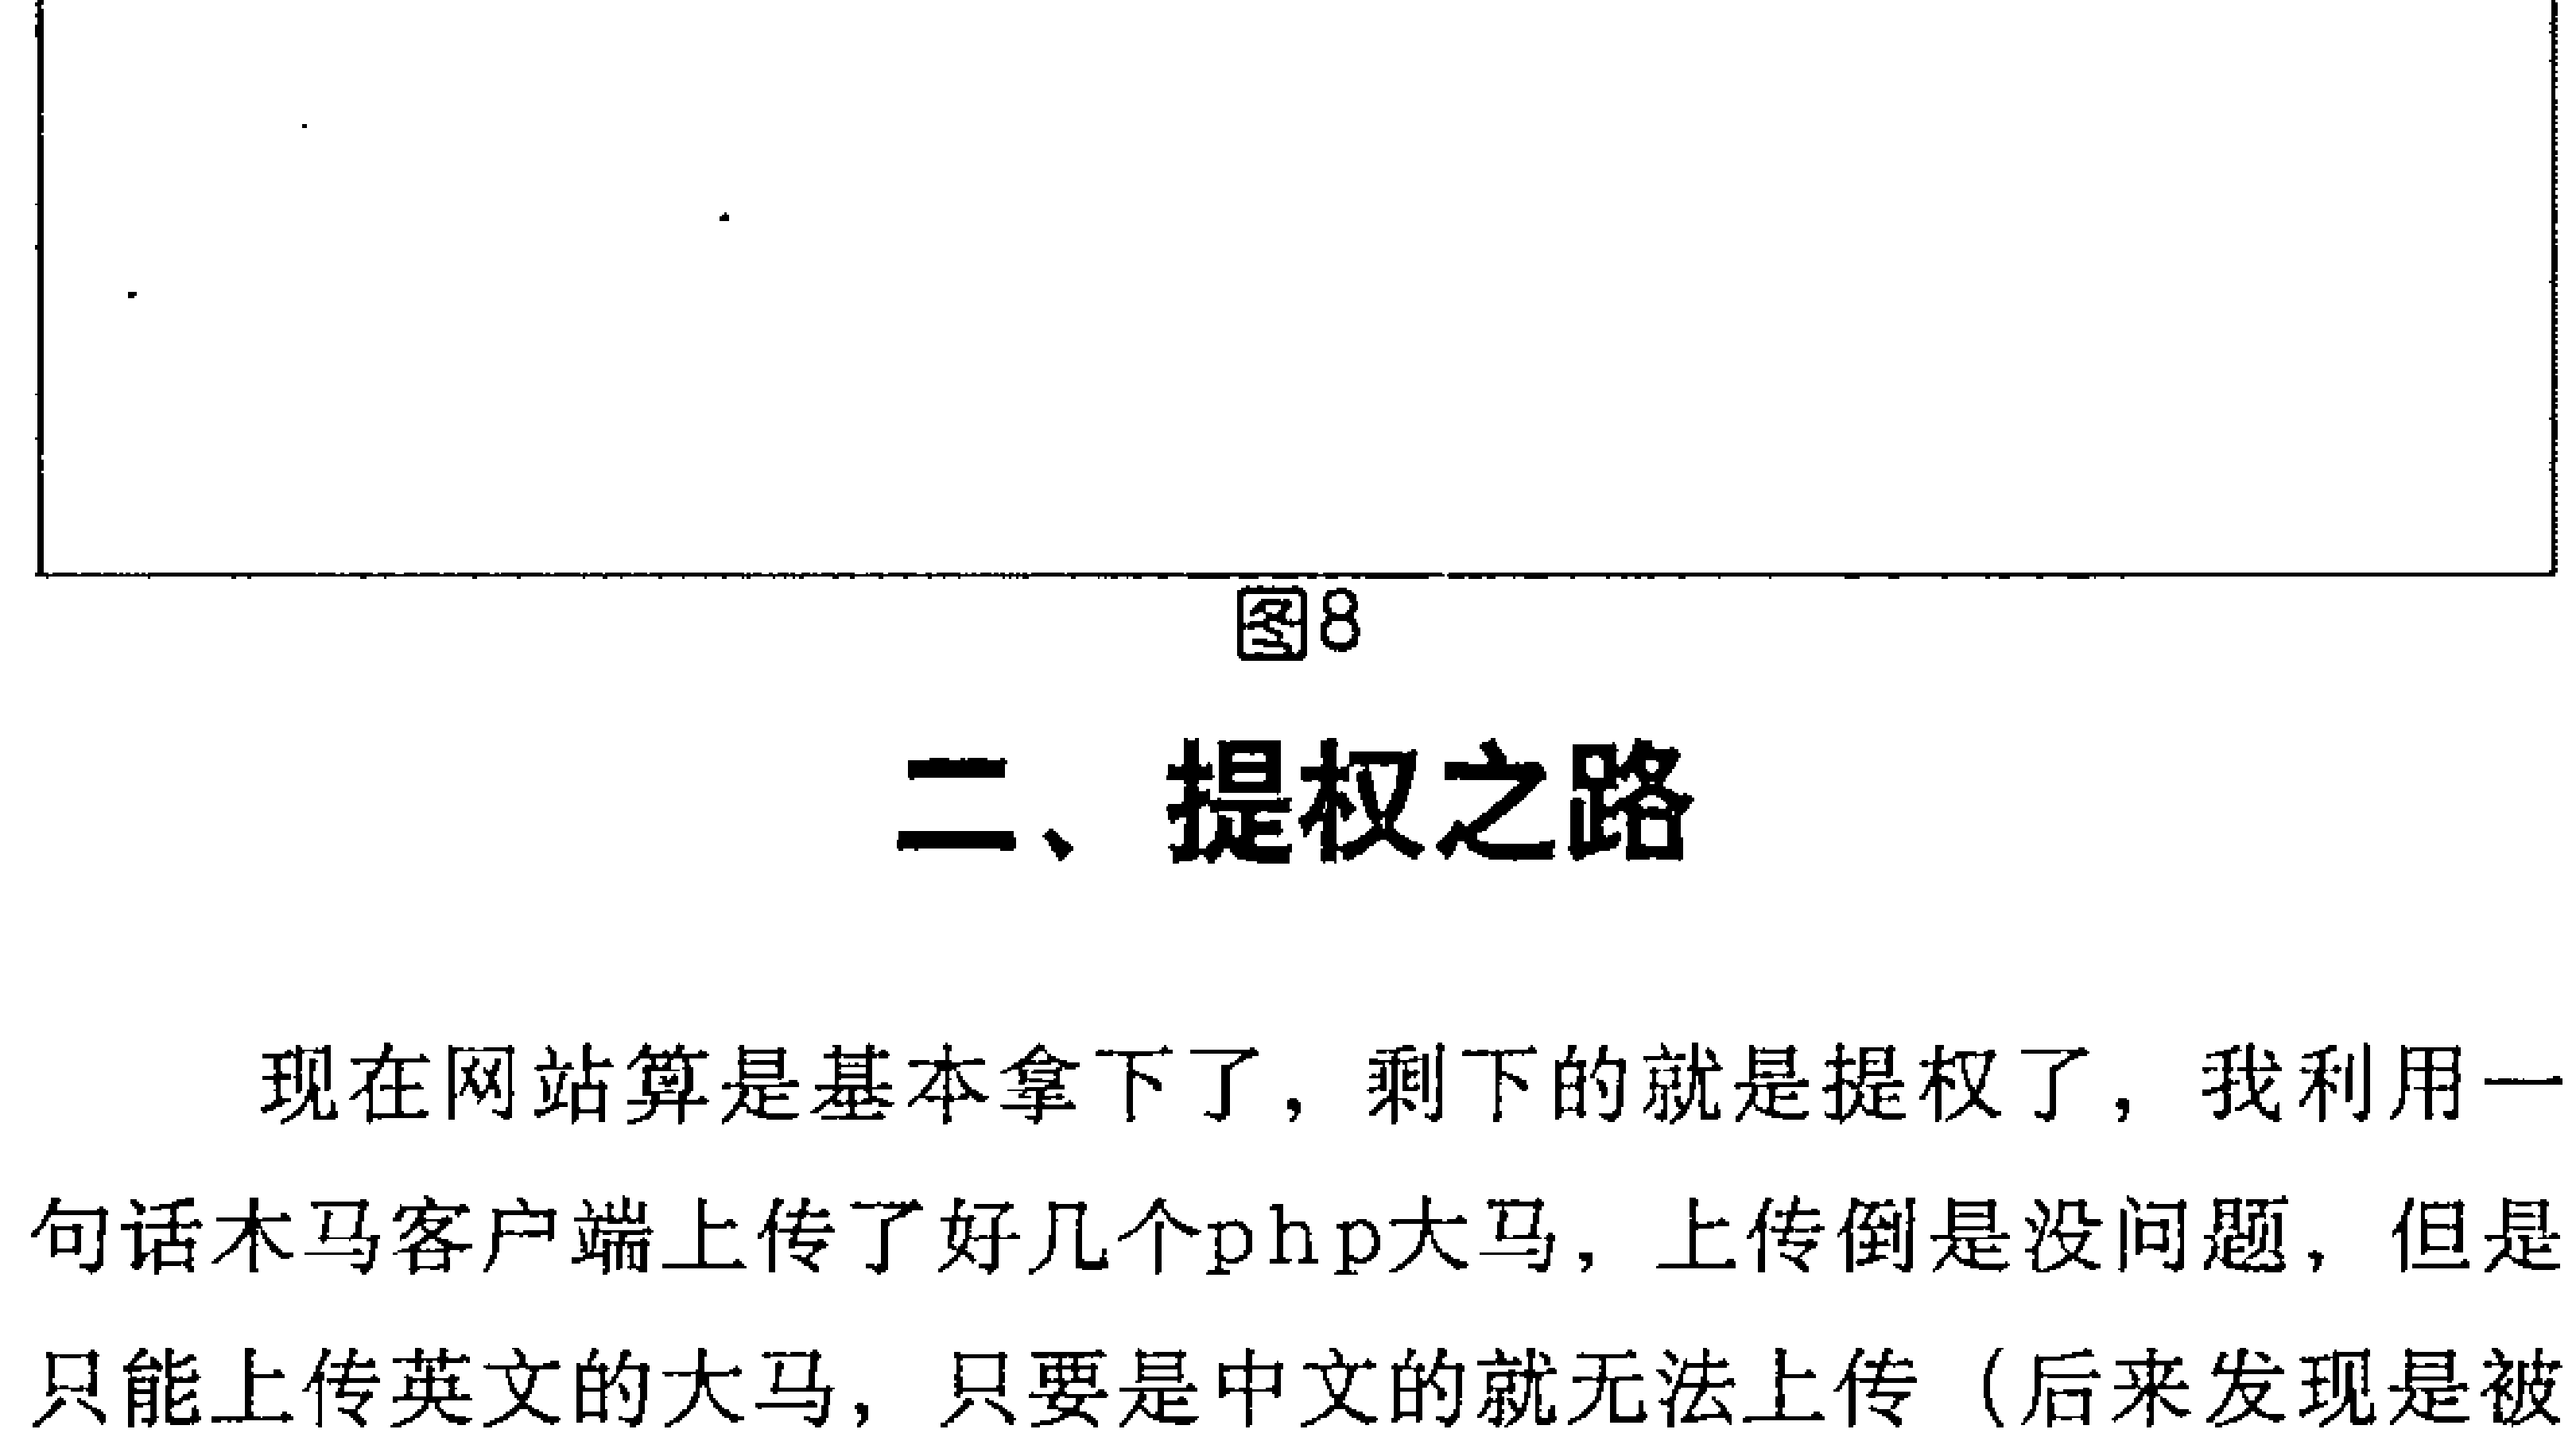 图8
二、提权之路
现在网站算是基本拿下了，剩下的就是提权了，我利用一
句话木马客户端上传了好几个php大马，上传倒是没问题，但是
只能上传英文的大马，只要是中文的就无法上传（后来发现是被